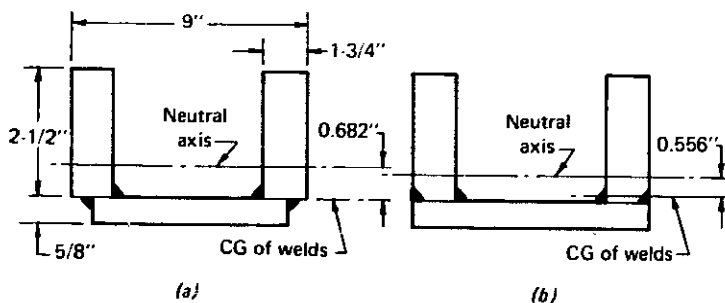 9"
1-3/4"
2-1/2"
Neutral
axis
0.682"
Neutral
axis
0.556"
5/8"
CG of welds
CG of welds
(a)
(b)